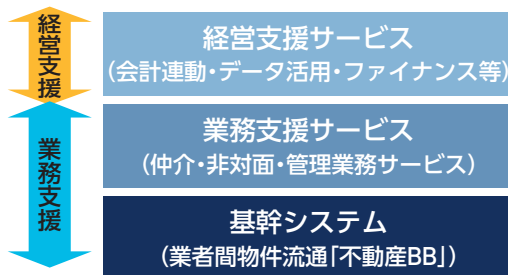 経営支援
経営支援サービス
(会計連動・データ活用・ファイナンス等)
業務支援
業務支援サービス
(仲介・非対面・管理業務サービス)
基幹システム
(業者間物件流通「不動産BB」)